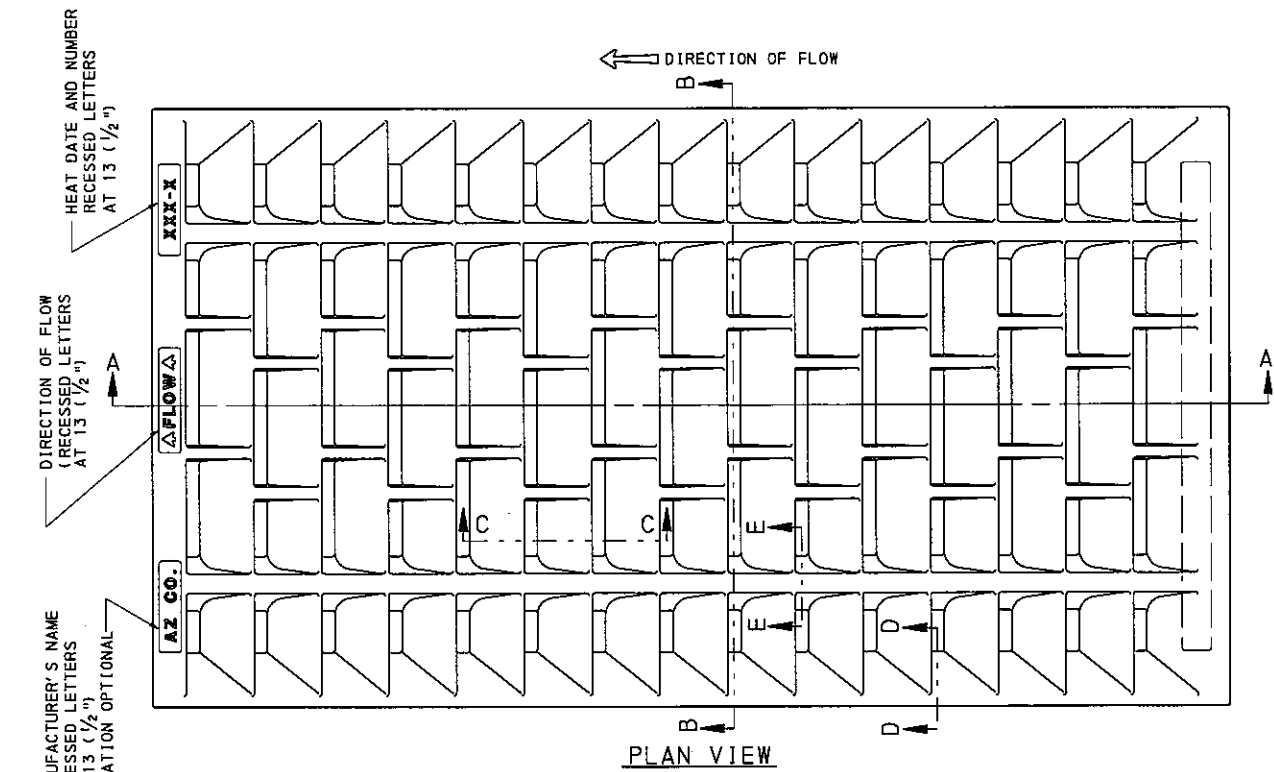 DIRECTION OF FLOW
HEAT DATE AND NUMBER
RECESSED LETTERS
AT 13 (1/2")
XXX-X
DIRECTION OF FLOW
(RECESSED LETTERS
AT 13 (1/2")
△FLOW△
UFACTURER'S NAME
ESSED LETTERS
13 (1/2")
ATION OPTIONAL
AZ CO.
B
A
A
C
C
E
E
D
D
B
PLAN VIEW